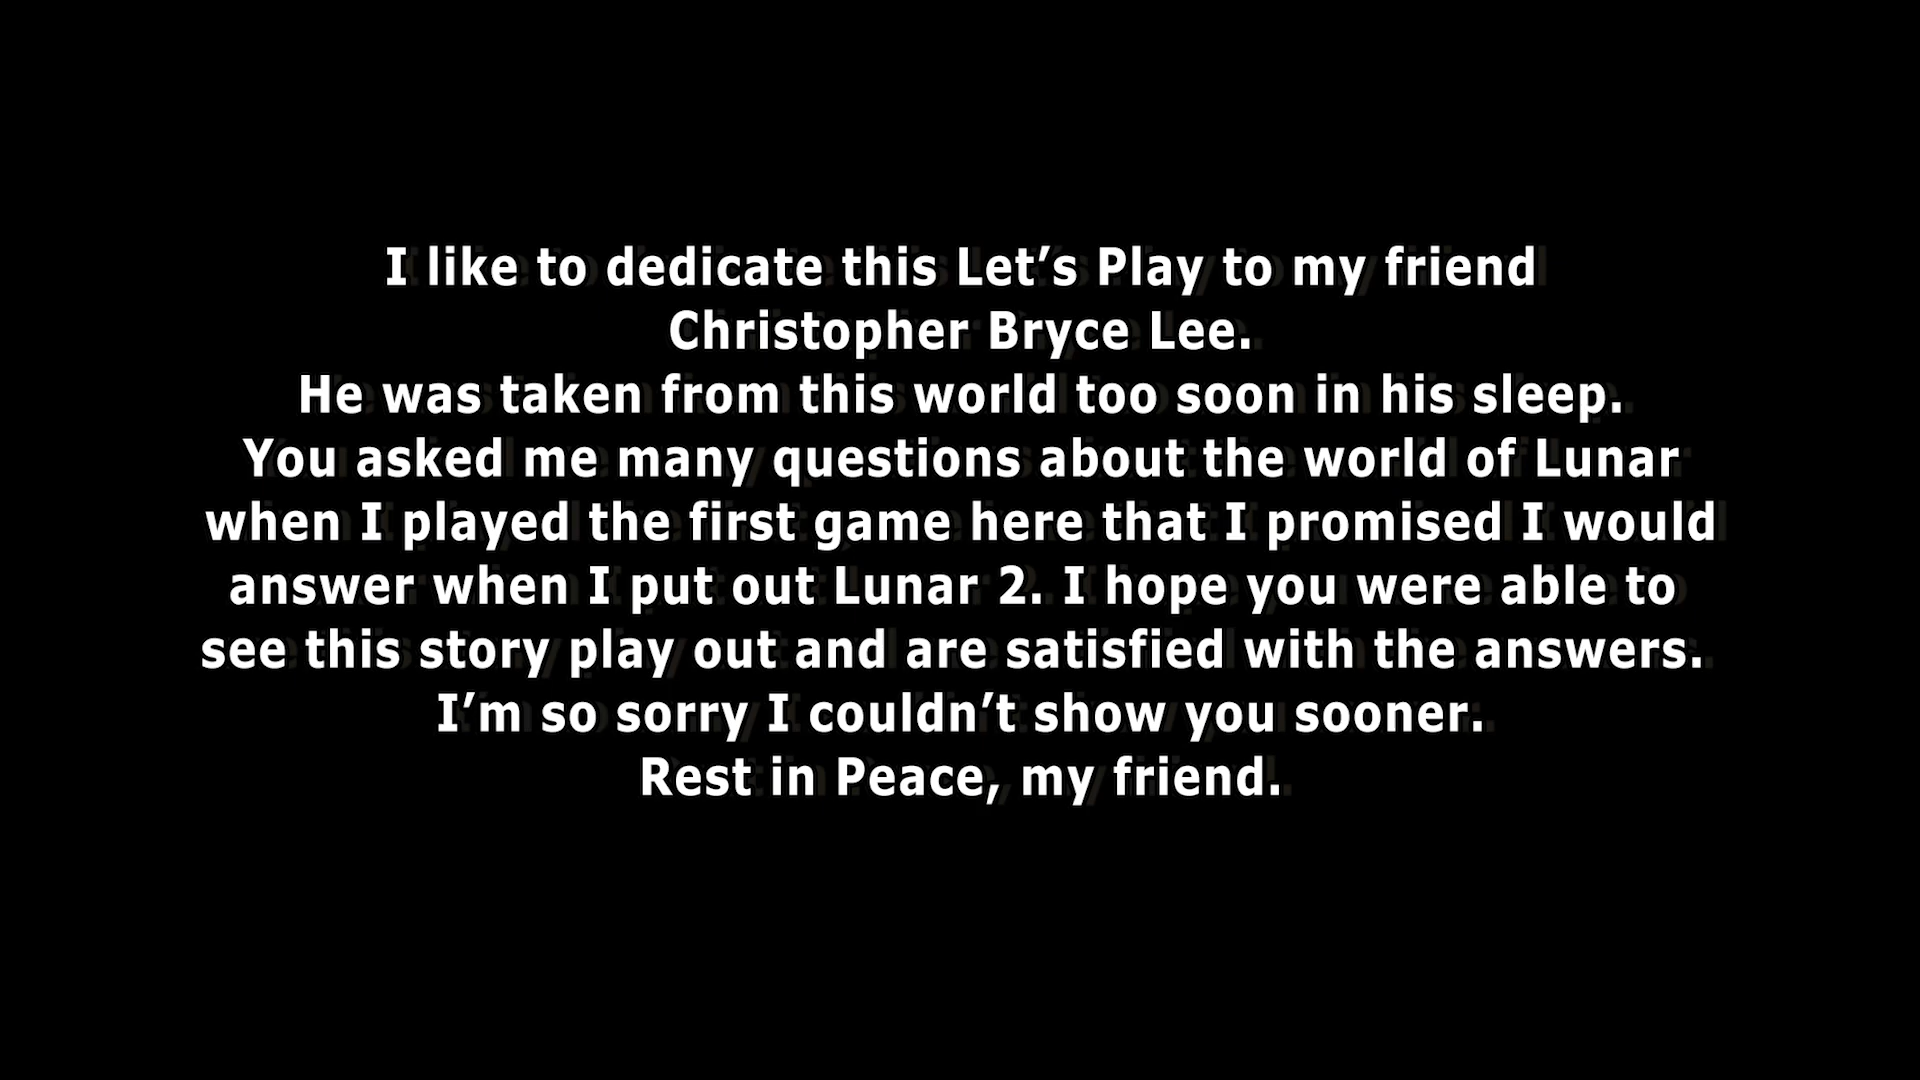 I like to dedicate this Let’s Play to my friend
Christopher Bryce Lee.
He was taken from this world too soon in his sleep.
You asked me many questions about the world of Lunar
when I played the first game here that I promised I would
answer when I put out Lunar 2. I hope you were able to
see this story play out and are satisfied with the answers.
I’m so sorry I couldn’t show you sooner.
Rest in Peace, my friend.